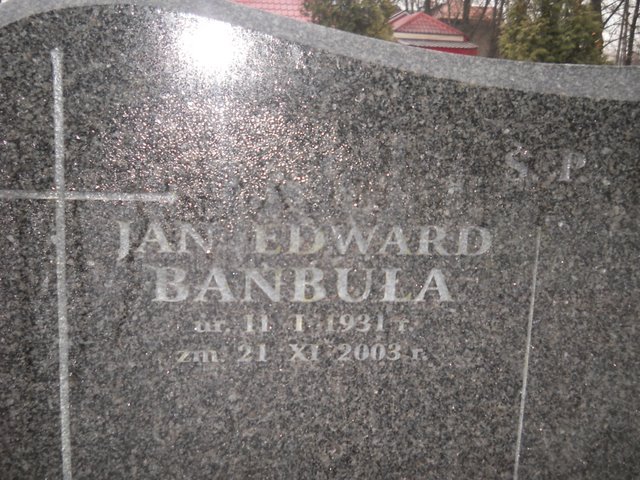 Ś. P.
JAN EDWARD
BANBUŁA
ur. 11 I 1931 r.
zm. 21 XI 2003 r.